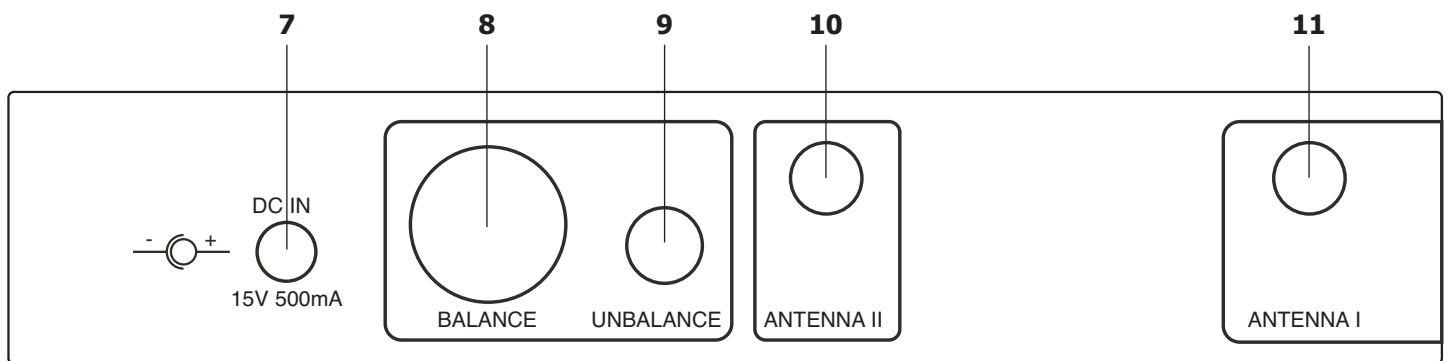 7 8 9 10 11
DC IN
- +
15V 500mA
BALANCE UNBALANCE ANTENNA II ANTENNA I